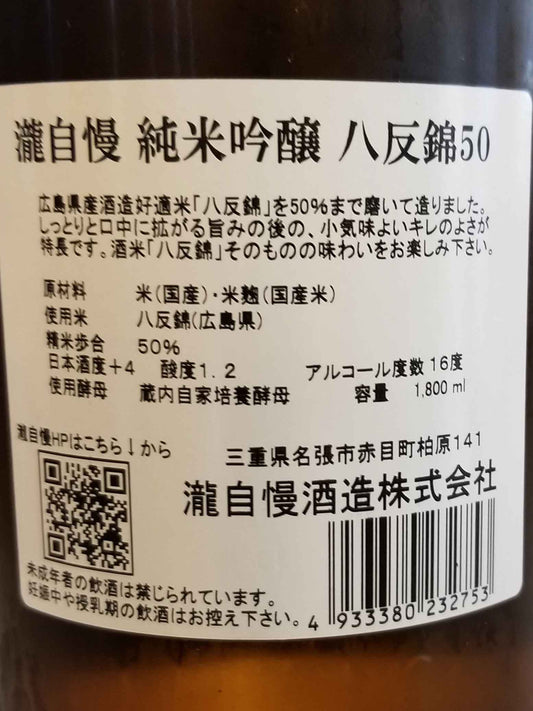 瀧自慢 純米吟醸 八反錦50
広島県産酒造好適米「八反錦」を50%まで磨いて造りました。
しっとりと口中に拡がる旨みの後の、小気味よいキレのよさが
特長です。酒米「八反錦」そのものの味わいをお楽しみ下さい。
原材料 米(国産)・米麹(国産米)
使用米 八反錦(広島県)
精米歩合 50%
日本酒度+4 酸度1.2 アルコール度数 16度
使用酵母 蔵内自家培養酵母 容量 1,800 ml
瀧自慢HPはこちら↓から
三重県名張市赤目町柏原141
瀧自慢酒造株式会社
未成年者の飲酒は禁じられています。
妊娠中や授乳期の飲酒はお控え下さい。
4 933380 232753